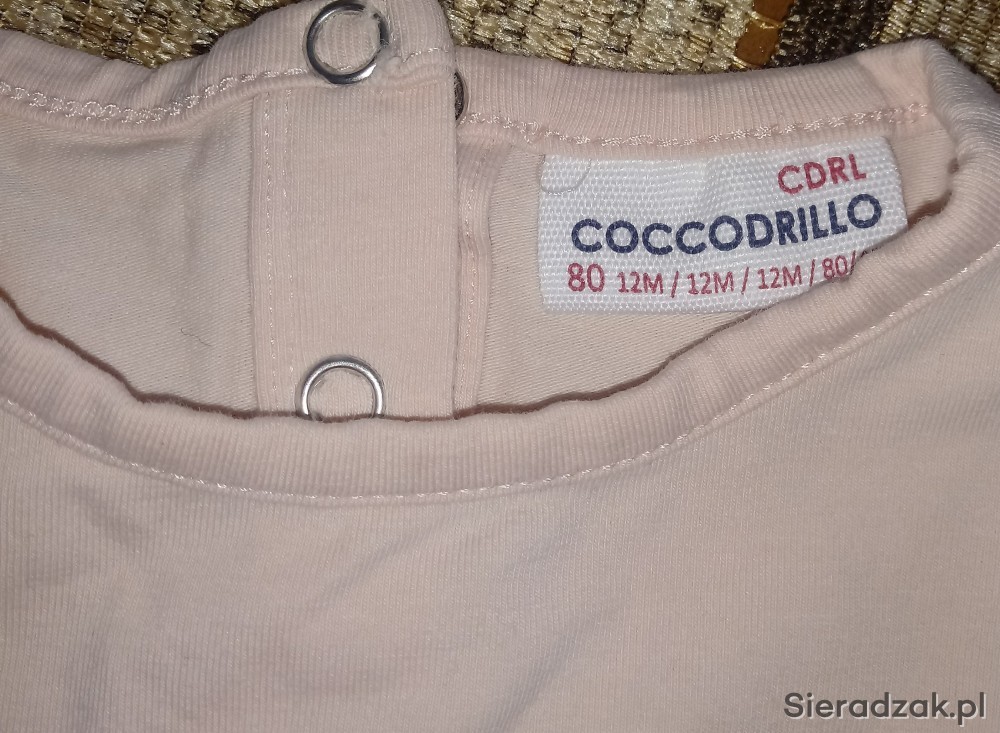 CDRL
COCCODRILLO
80 12M / 12M / 12M / 80/
Sieradzak.pl